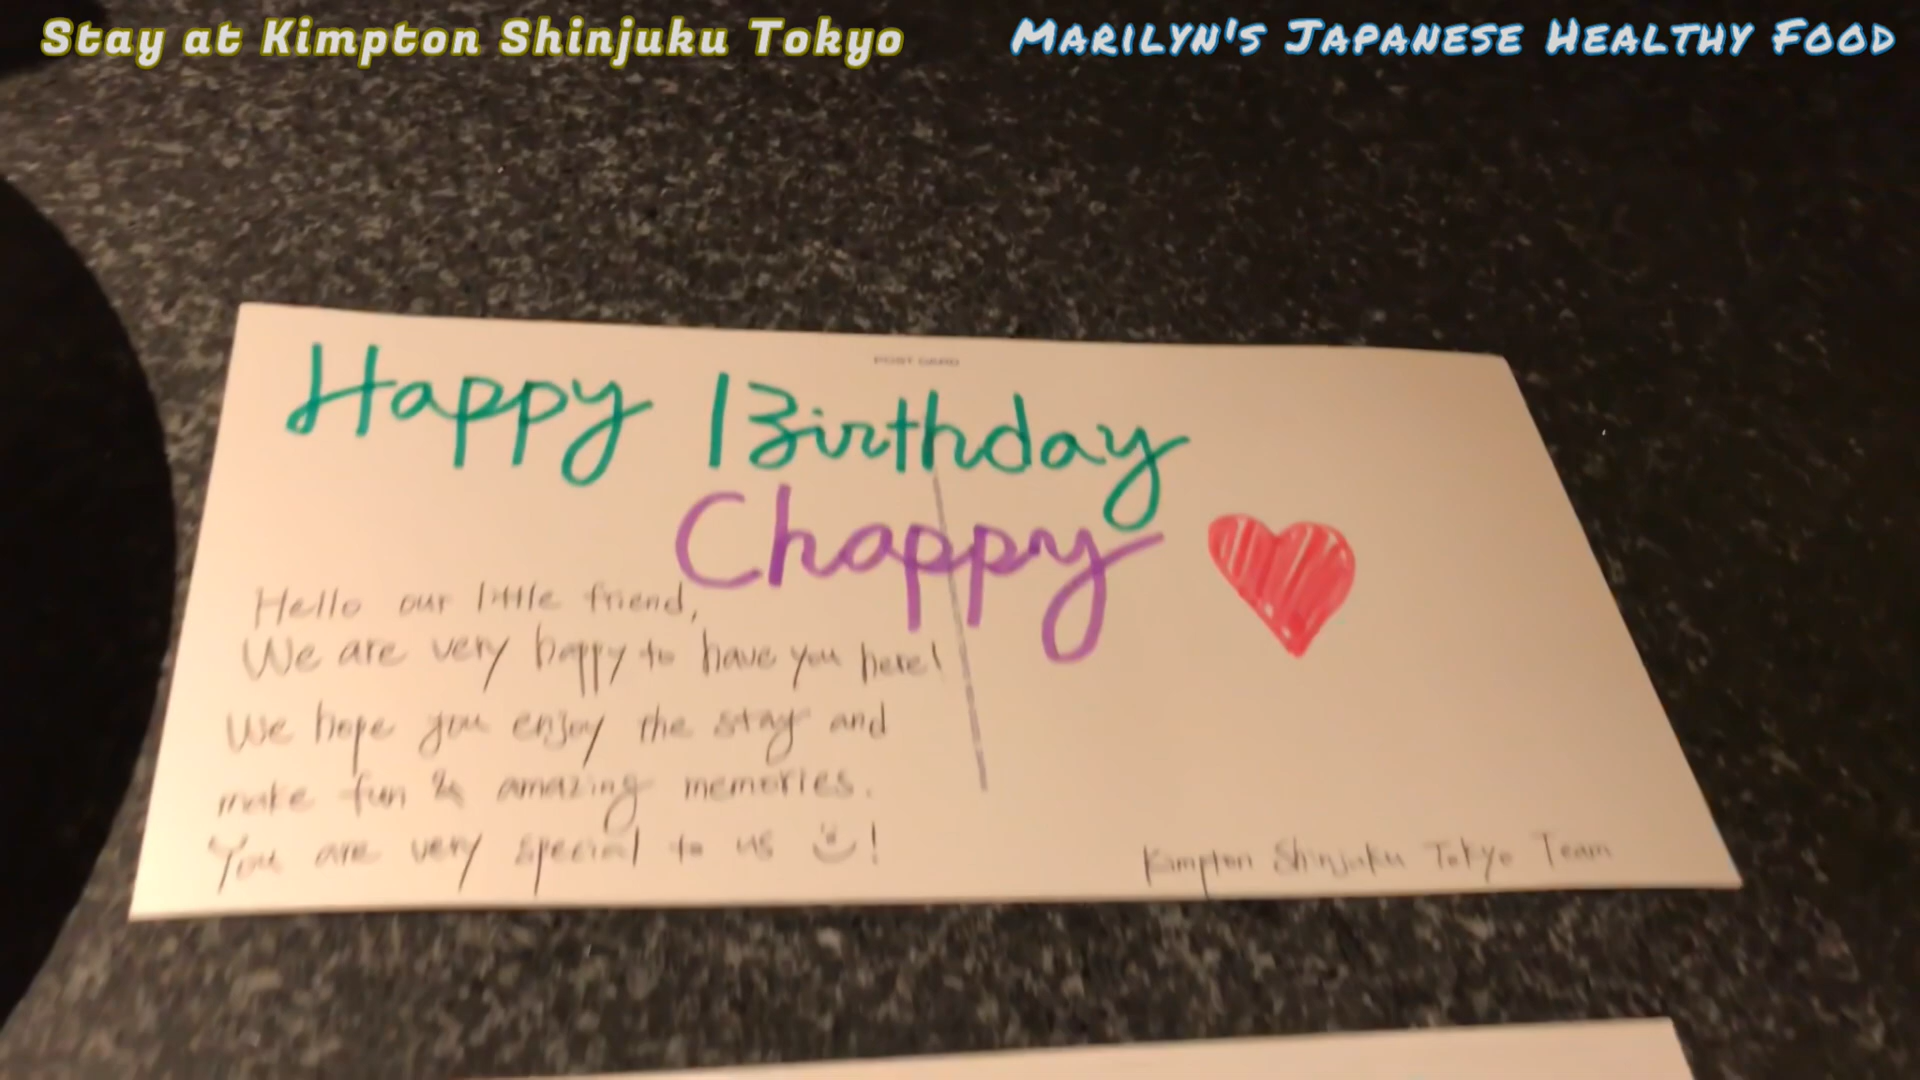 Stay at Kimpton Shinjuku Tokyo
Marilyn's Japanese Healthy Food
POST CARD
Happy Birthday
Chappy
Hello our little friend,
We are very happy to have you here!
We hope you enjoy the stay and
make fun & amazing memories.
You are very special to us !
Kimpton Shinjuku Tokyo Team